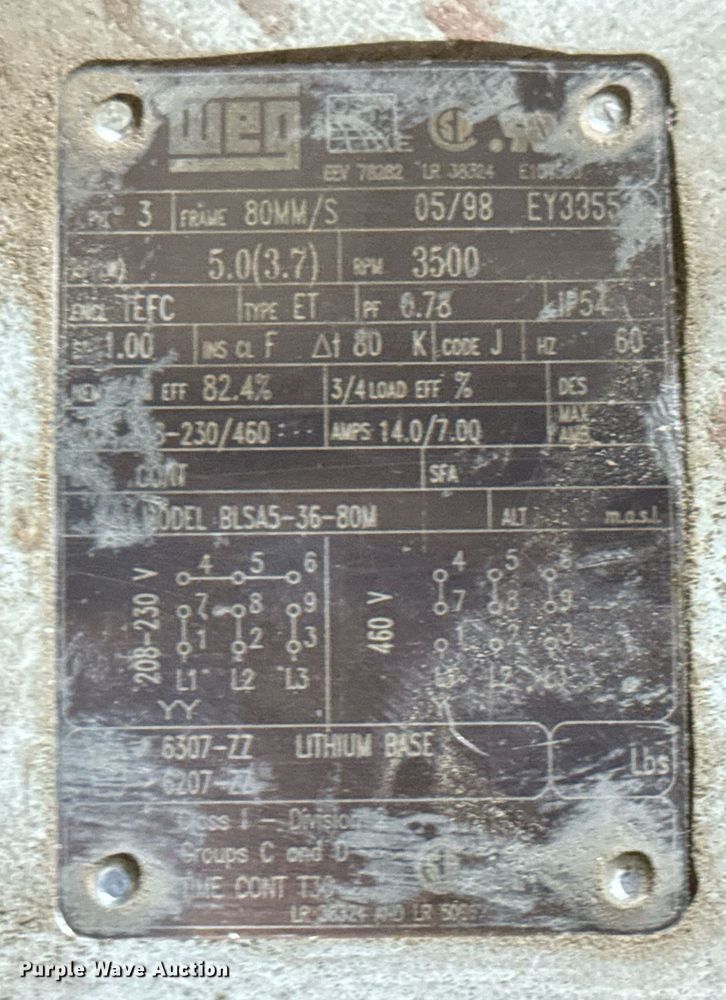 WEG
EEV 78282 LR 38324
3 FRAME 80MM/S 05/98
5.0(3.7) RPM 3500
ENCL TEFC TYPE ET PF 0.78 IP54
1.00 INS CL F Δt 80 K CODE J HZ 60
EFF 82.4% 3/4 LOAD EFF % DES
-230/460 AMPS 14.0/7.00 MAX
AMB
CONT SFA
MODEL BLSA5-36-80M ALT m.a.s.l.
208-230 V 460 V
4 5 6 4 5 6
7 8 9 7 8 9
1 2 3 1 2 3
L1 L2 L3 L1 L2 L3
YY
6307-ZZ LITHIUM BASE Lbs
6207-ZZ
Class I - Division
Groups C and D
CONT
LR 38324 AND LR
Purple Wave Auction